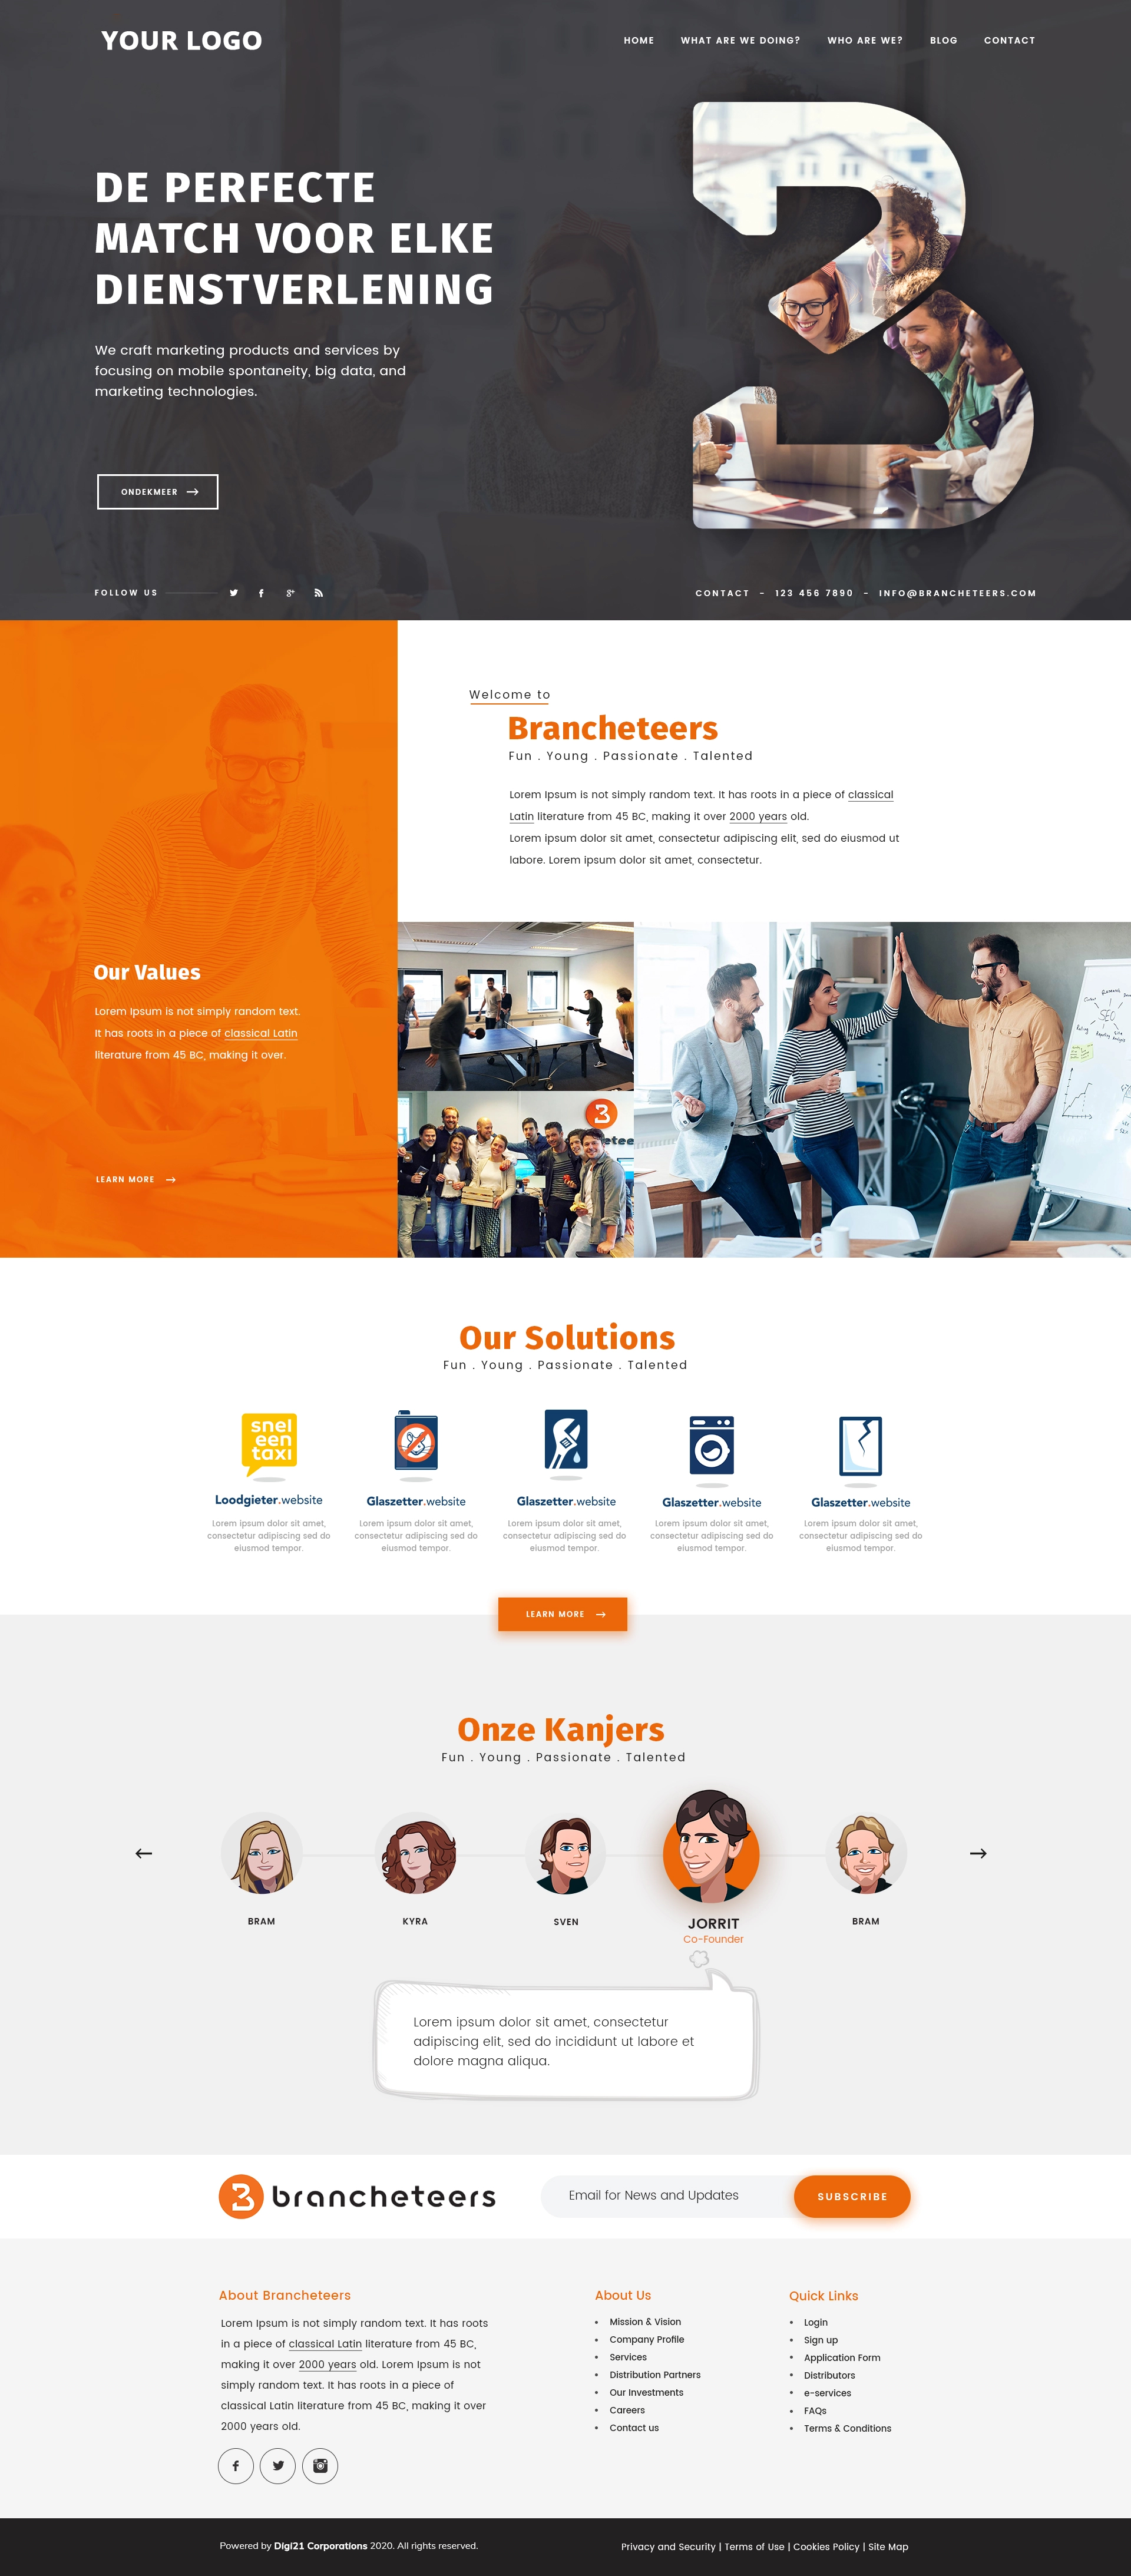 YOUR LOGO
HOME WHAT ARE WE DOING? WHO ARE WE? BLOG CONTACT
DE PERFECTE
MATCH VOOR ELKE
DIENSTVERLENING
We craft marketing products and services by
focusing on mobile spontaneity, big data, and
marketing technologies.
ONDEKMEER
FOLLOW US
CONTACT - 123 456 7890 - INFO@BRANCHETEERS.COM
Welcome to
Brancheteers
Fun . Young . Passionate . Talented
Lorem Ipsum is not simply random text. It has roots in a piece of classical
Latin literature from 45 BC, making it over 2000 years old.
Lorem ipsum dolor sit amet, consectetur adipiscing elit, sed do eiusmod ut
labore. Lorem ipsum dolor sit amet, consectetur.
Our Values
Lorem Ipsum is not simply random text.
It has roots in a piece of classical Latin
literature from 45 BC, making it over.
LEARN MORE
SEO
Our Solutions
Fun . Young . Passionate . Talented
snel
een
taxi
Loodgieter.website
Lorem ipsum dolor sit amet,
consectetur adipiscing sed do
eiusmod tempor.
Glaszetter.website
Lorem ipsum dolor sit amet,
consectetur adipiscing sed do
eiusmod tempor.
Glaszetter.website
Lorem ipsum dolor sit amet,
consectetur adipiscing sed do
eiusmod tempor.
Glaszetter.website
Lorem ipsum dolor sit amet,
consectetur adipiscing sed do
eiusmod tempor.
Glaszetter.website
Lorem ipsum dolor sit amet,
consectetur adipiscing sed do
eiusmod tempor.
LEARN MORE
Onze Kanjers
Fun . Young . Passionate . Talented
BRAM
KYRA
SVEN
JORRIT
Co-Founder
BRAM
Lorem ipsum dolor sit amet, consectetur
adipiscing elit, sed do incididunt ut labore et
dolore magna aliqua.
brancheteers
Email for News and Updates
SUBSCRIBE
About Brancheteers
Lorem Ipsum is not simply random text. It has roots
in a piece of classical Latin literature from 45 BC,
making it over 2000 years old. Lorem Ipsum is not
simply random text. It has roots in a piece of
classical Latin literature from 45 BC, making it over
2000 years old.
About Us
• Mission & Vision
• Company Profile
• Services
• Distribution Partners
• Our Investments
• Careers
• Contact us
Quick Links
• Login
• Sign up
• Application Form
• Distributors
• e-services
• FAQs
• Terms & Conditions
Powered by Digi21 Corporations 2020. All rights reserved.
Privacy and Security | Terms of Use | Cookies Policy | Site Map